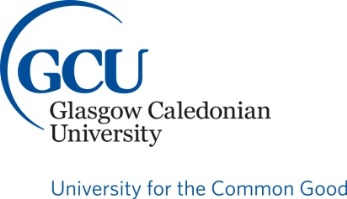 GCU
Glasgow Caledonian
University
University for the Common Good